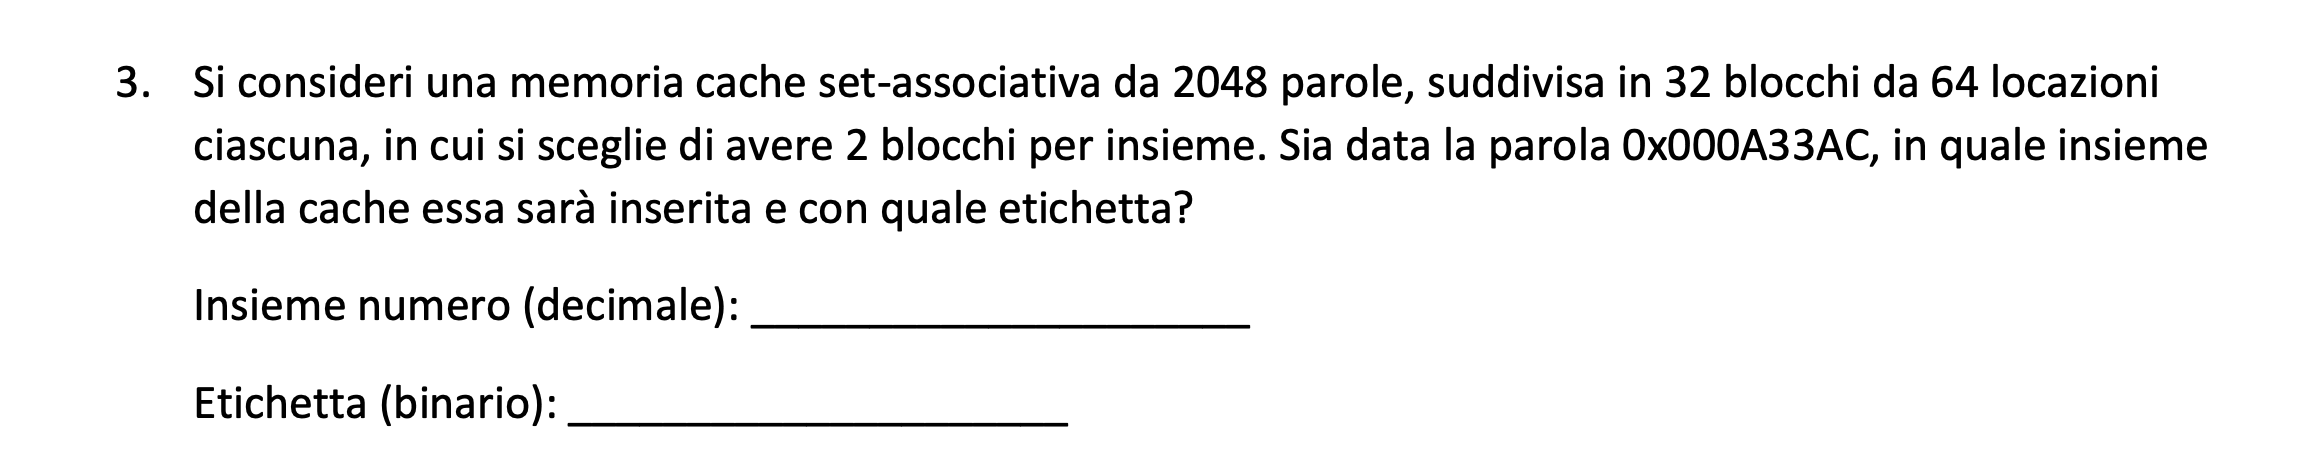 3. Si consideri una memoria cache set-associativa da 2048 parole, suddivisa in 32 blocchi da 64 locazioni
ciascuna, in cui si sceglie di avere 2 blocchi per insieme. Sia data la parola 0x000A33AC, in quale insieme
della cache essa sarà inserita e con quale etichetta?
Insieme numero (decimale): ____________________
Etichetta (binario): ____________________